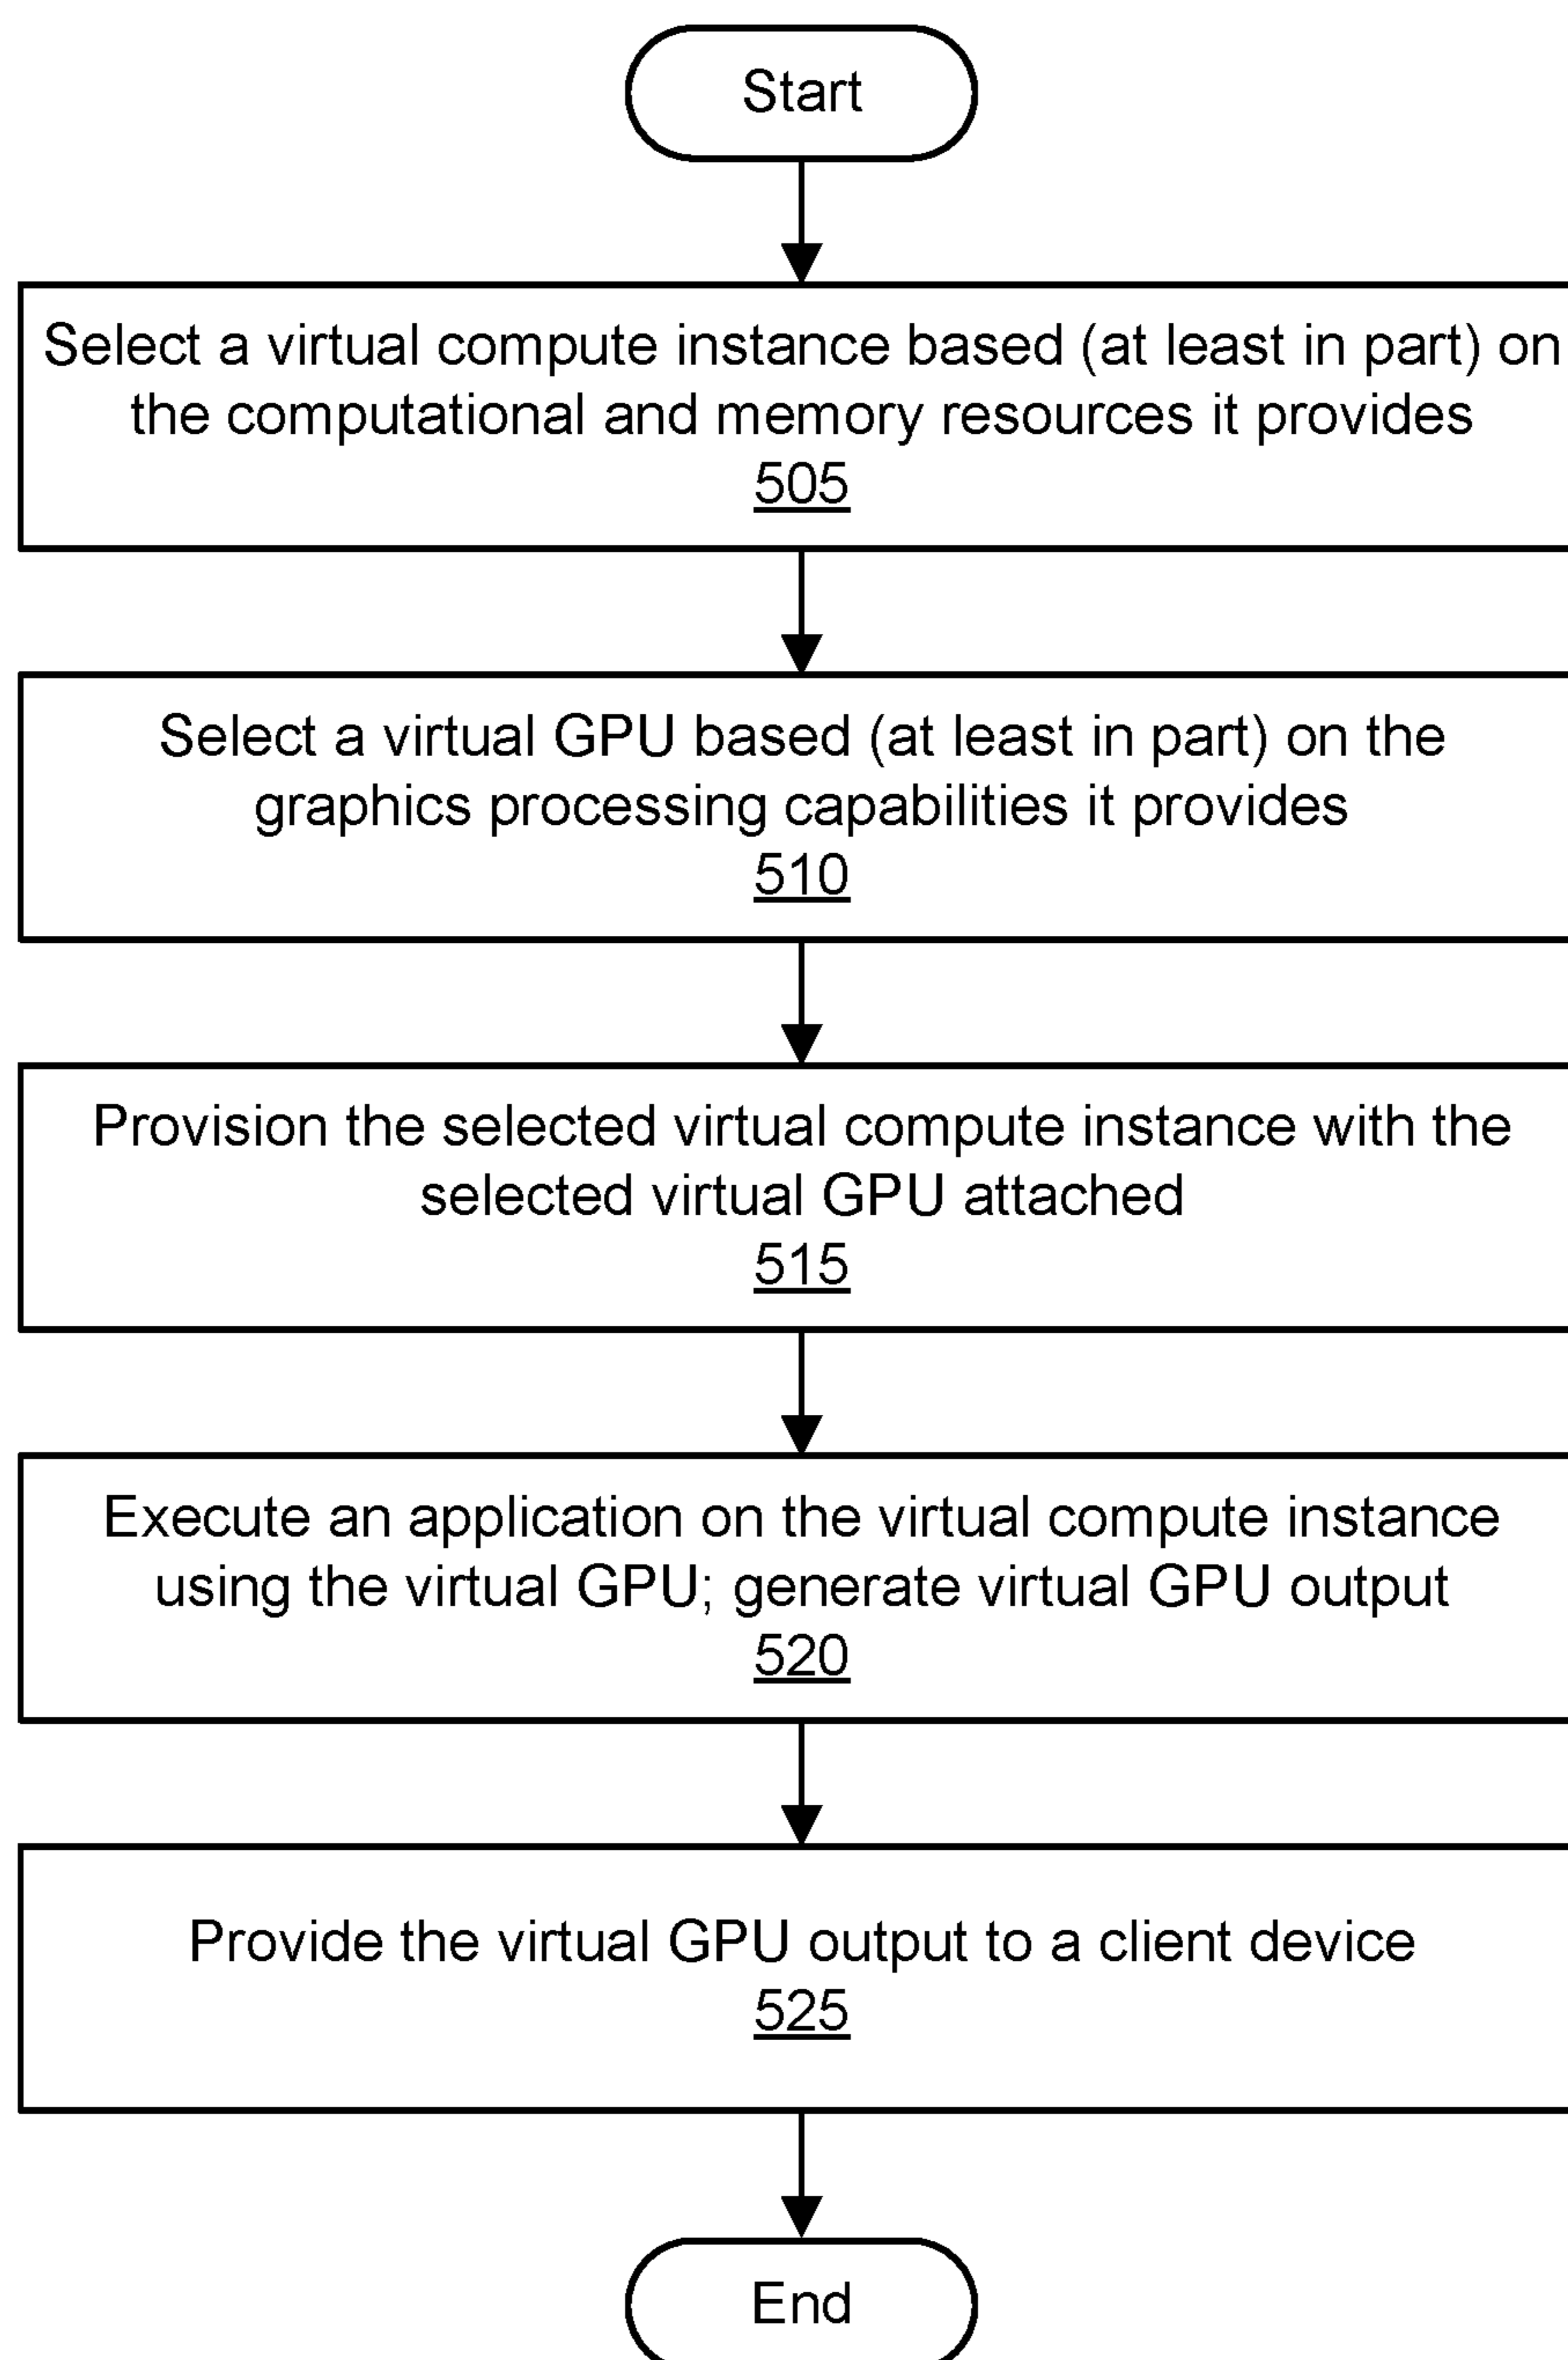 Start
Select a virtual compute instance based (at least in part) on
the computational and memory resources it provides
505
Select a virtual GPU based (at least in part) on the
graphics processing capabilities it provides
510
Provision the selected virtual compute instance with the
selected virtual GPU attached
515
Execute an application on the virtual compute instance
using the virtual GPU; generate virtual GPU output
520
Provide the virtual GPU output to a client device
525
End